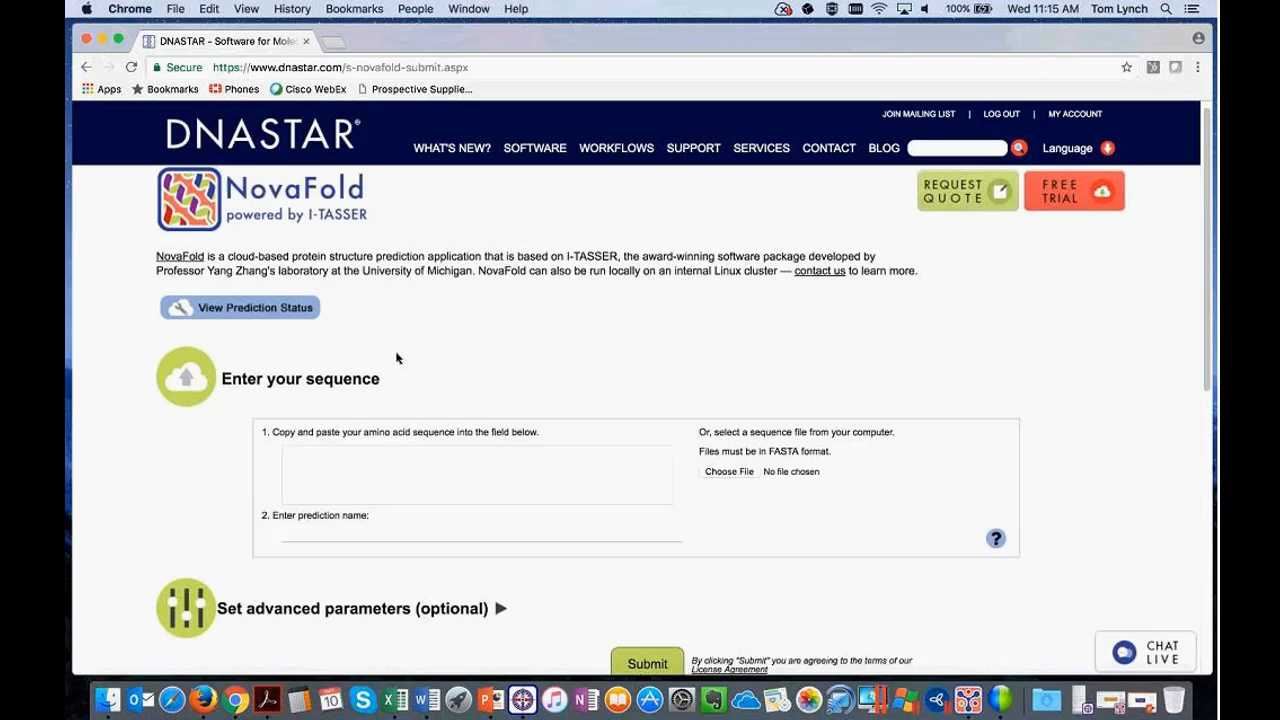 Chrome File Edit View History Bookmarks People Window Help 100% Wed 11:15 AM Tom Lynch
DNASTAR - Software for Mole
Secure https://www.dnastar.com/s-novafold-submit.aspx
Apps Bookmarks Phones Cisco WebEx Prospective Supplie...
JOIN MAILING LIST | LOG OUT | MY ACCOUNT
DNASTAR®
WHAT'S NEW? SOFTWARE WORKFLOWS SUPPORT SERVICES CONTACT BLOG Language
NovaFold
powered by I-TASSER
REQUEST QUOTE
FREE TRIAL
NovaFold is a cloud-based protein structure prediction application that is based on I-TASSER, the award-winning software package developed by
Professor Yang Zhang's laboratory at the University of Michigan. NovaFold can also be run locally on an internal Linux cluster — contact us to learn more.
View Prediction Status
Enter your sequence
1. Copy and paste your amino acid sequence into the field below.
Or, select a sequence file from your computer.
Files must be in FASTA format.
Choose File No file chosen
2. Enter prediction name:
?
Set advanced parameters (optional)
Submit
By clicking "Submit" you are agreeing to the terms of our
License Agreement
CHAT LIVE